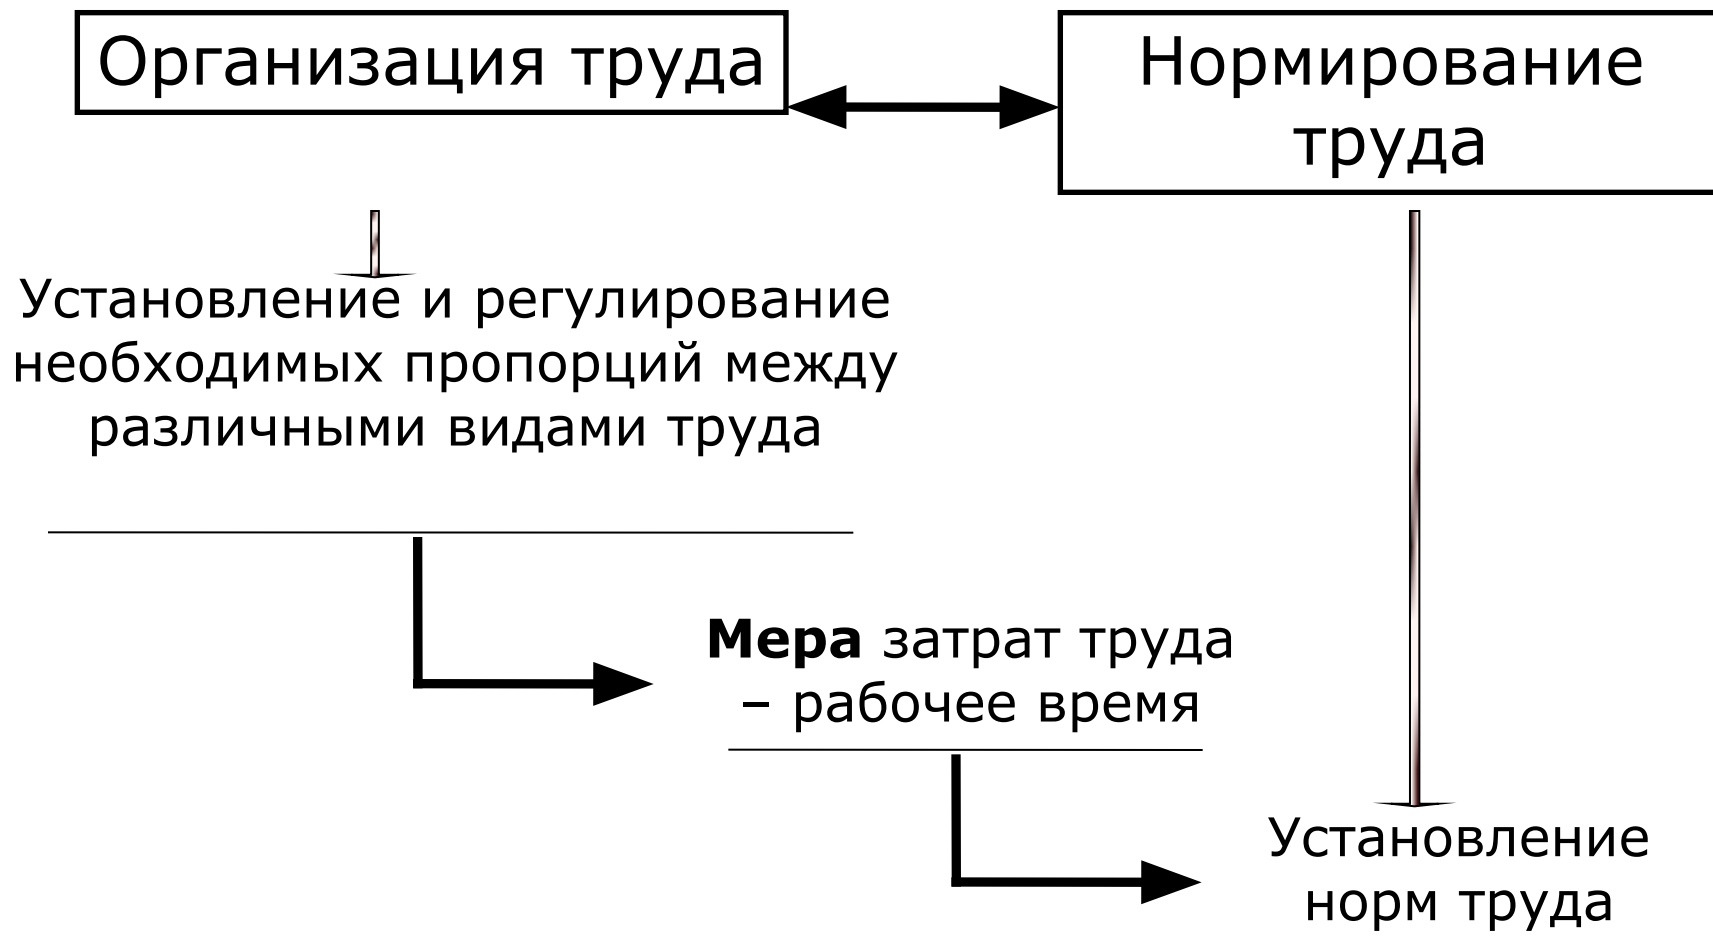 Организация труда
Нормирование
труда
Установление и регулирование
необходимых пропорций между
различными видами труда
Мера затрат труда
– рабочее время
Установление
норм труда